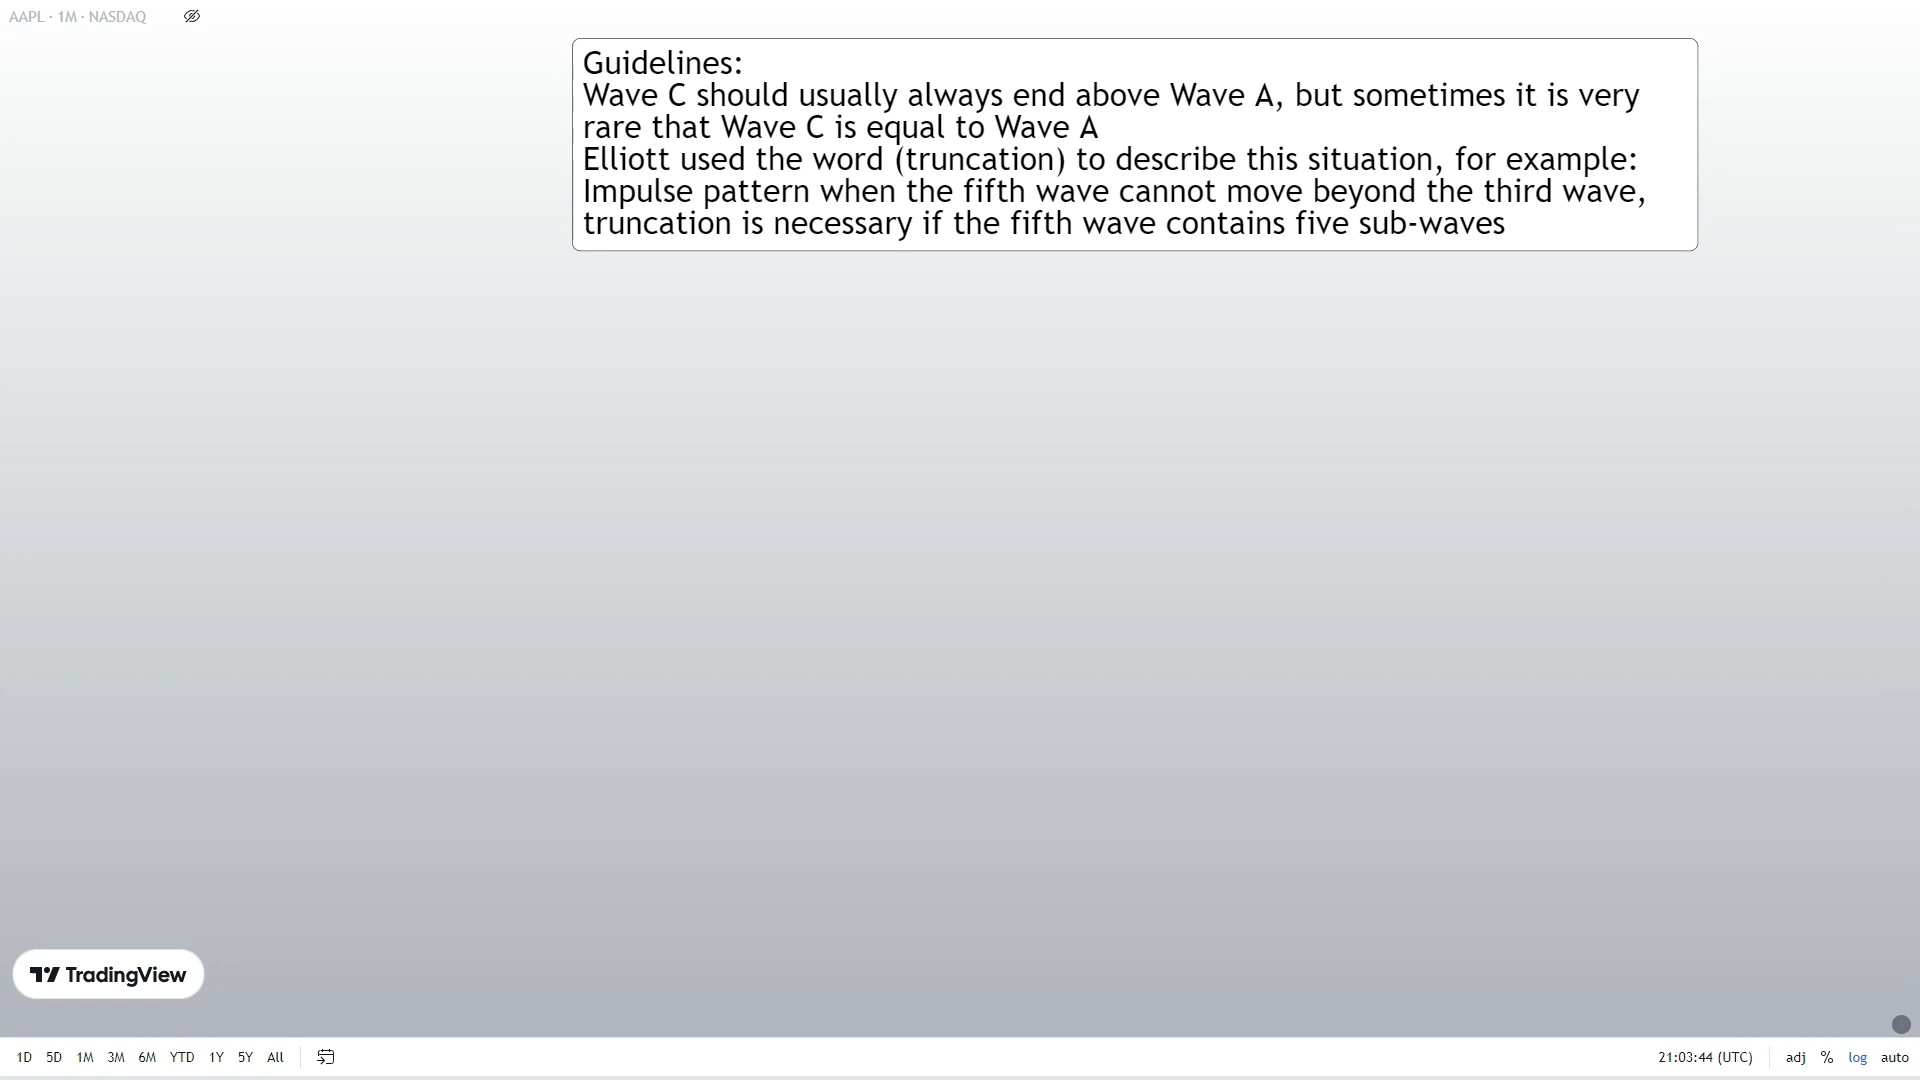 AAPL · 1M · NASDAQ
Guidelines:
Wave C should usually always end above Wave A, but sometimes it is very
rare that Wave C is equal to Wave A
Elliott used the word (truncation) to describe this situation, for example:
Impulse pattern when the fifth wave cannot move beyond the third wave,
truncation is necessary if the fifth wave contains five sub-waves
TradingView
1D 5D 1M 3M 6M YTD 1Y 5Y All 21:03:44 (UTC) adj % log auto